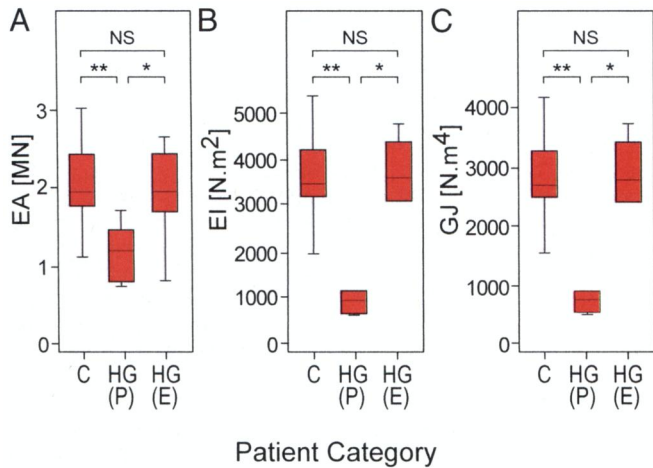 A
NS
** *
EA [MN]
3
2
1
0
C HG (P) HG (E)
B
NS
** *
EI [N.m2]
5000
4000
3000
2000
1000
0
C HG (P) HG (E)
C
NS
** *
GJ [N.m4]
4000
3000
2000
1000
0
C HG (P) HG (E)
Patient Category